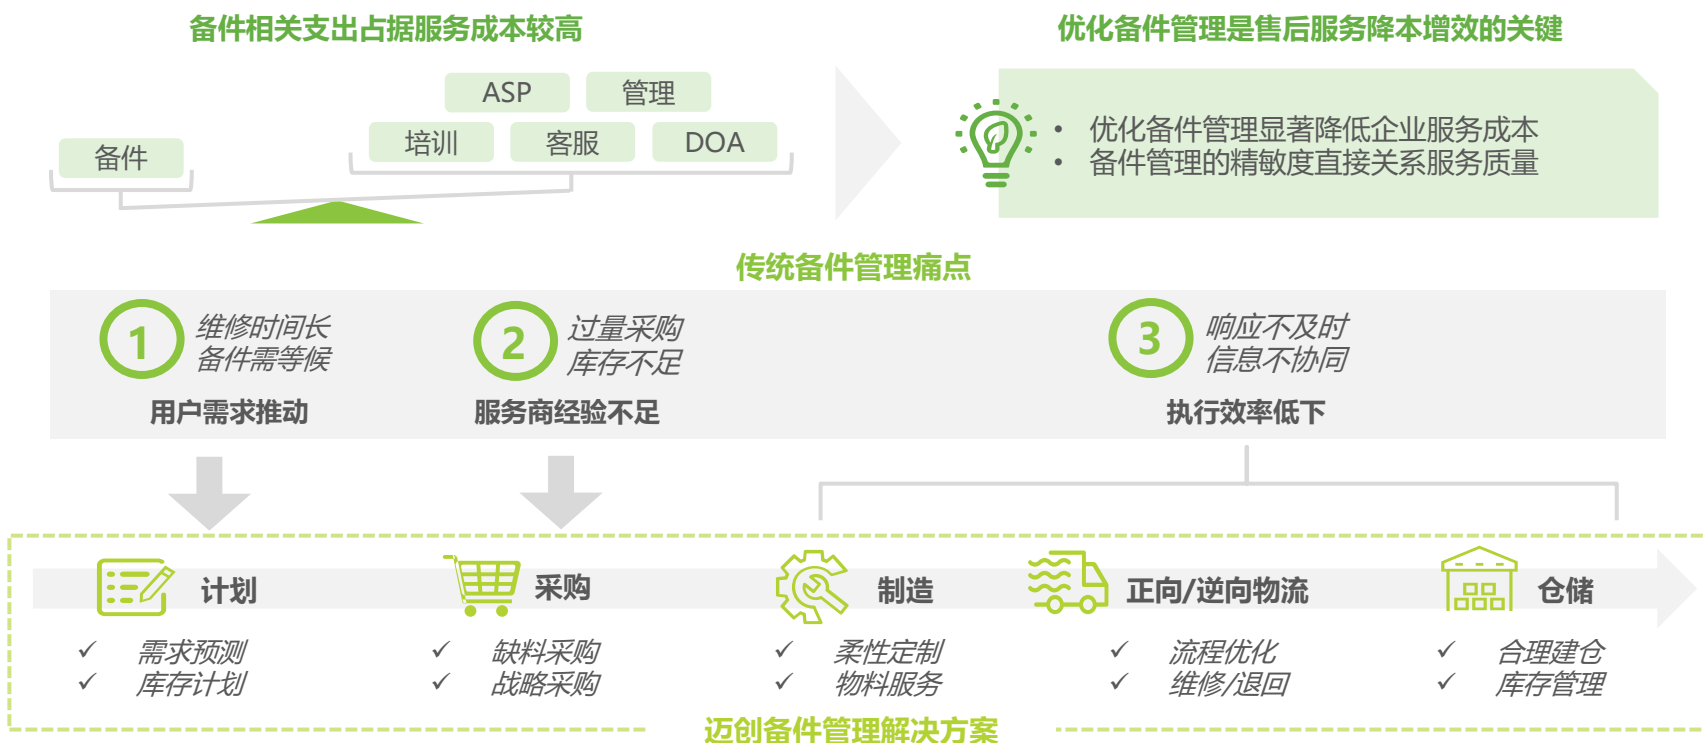 备件相关支出占据服务成本较高
优化备件管理是售后服务降本增效的关键
ASP
管理
备件
培训
客服
DOA
• 优化备件管理显著降低企业服务成本
• 备件管理的精敏度直接关系服务质量
传统备件管理痛点
1
维修时间长
备件需等候
用户需求推动
2
过量采购
库存不足
服务商经验不足
3
响应不及时
信息不协同
执行效率低下
计划
✓ 需求预测
✓ 库存计划
采购
✓ 缺料采购
✓ 战略采购
制造
✓ 柔性定制
✓ 物料服务
正向/逆向物流
✓ 流程优化
✓ 维修/退回
仓储
✓ 合理建仓
✓ 库存管理
迈创备件管理解决方案